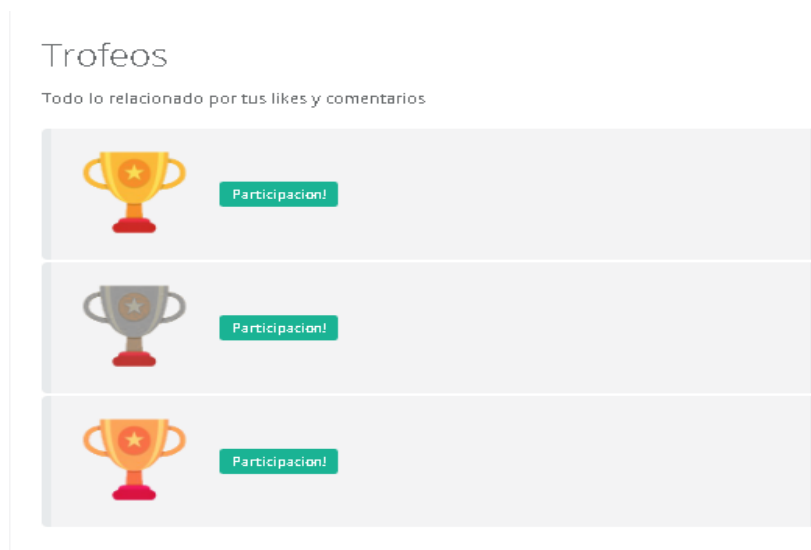 Trofeos
Todo lo relacionado por tus likes y comentarios
Participacion!
Participacion!
Participacion!